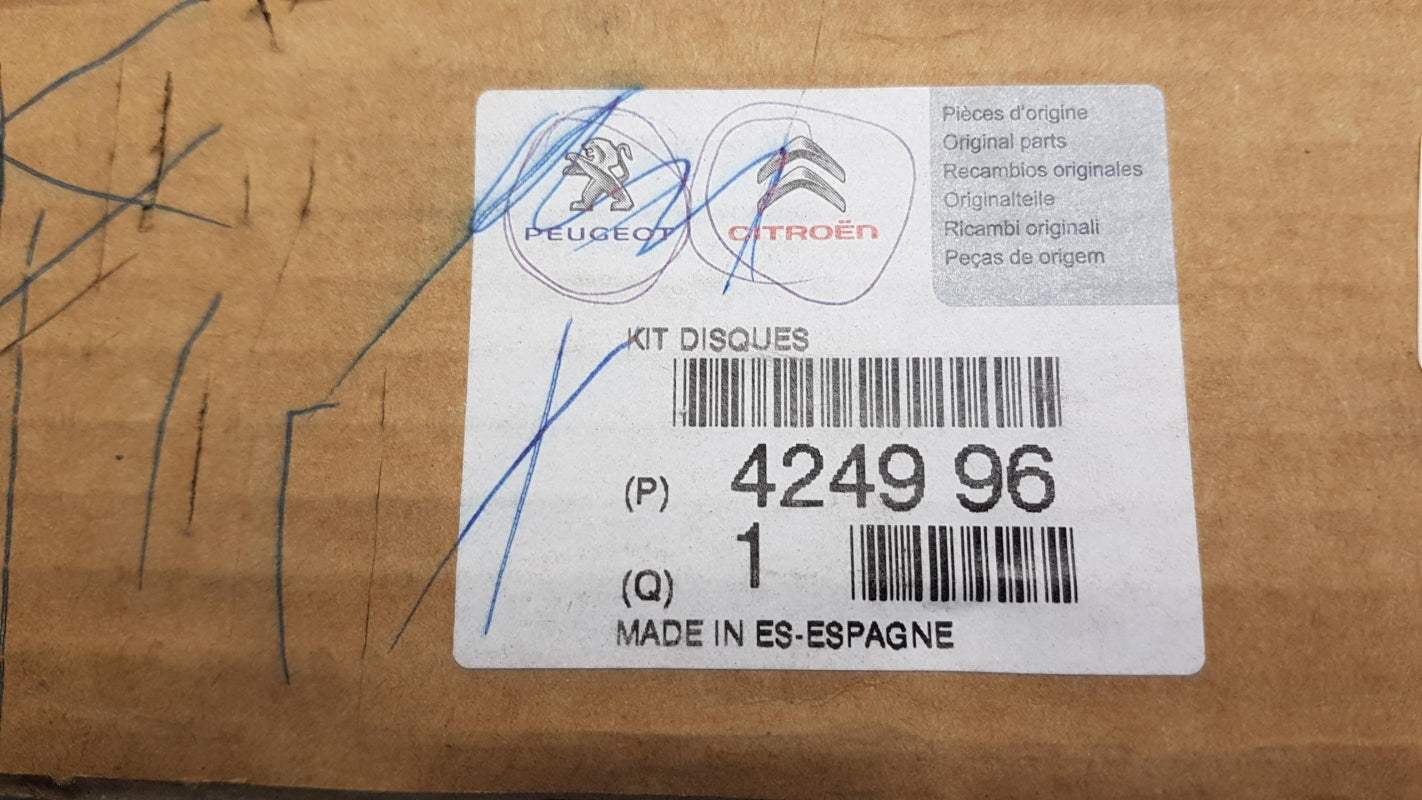 PEUGEOT
CITROËN
Pièces d'origine
Original parts
Recambios originales
Originalteile
Ricambi originali
Peças de origem
KIT DISQUES
(P) 4249 96
(Q) 1
MADE IN ES-ESPAGNE